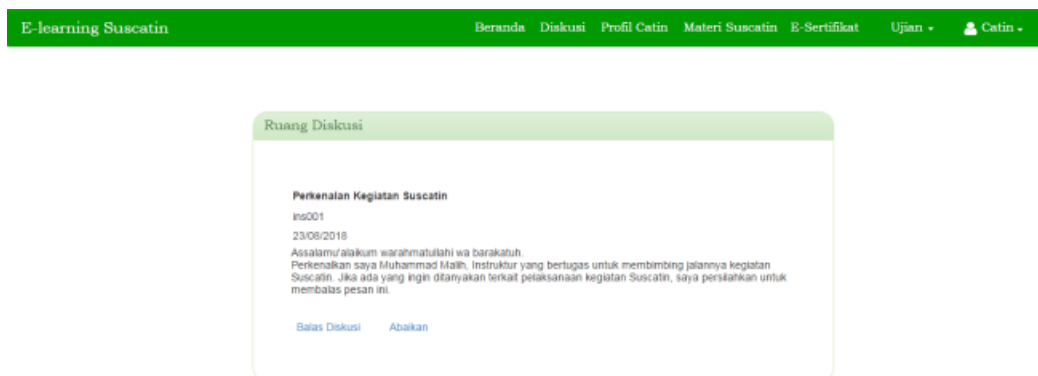 E-learning Suscatin Beranda Diskusi Profil Catin Materi Suscatin E-Sertifikat Ujian Catin
Ruang Diskusi
Perkenalan Kegiatan Suscatin
ins001
23/08/2018
Assalamu'alaikum warahmatullahi wa barakatuh.
Perkenalkan saya Muhammad Malih, Instruktur yang bertugas untuk membimbing jalannya kegiatan
Suscatin. Jika ada yang ingin ditanyakan terkait pelaksanaan kegiatan Suscatin, saya persilahkan untuk
membalas pesan ini.
Balas Diskusi Abaikan